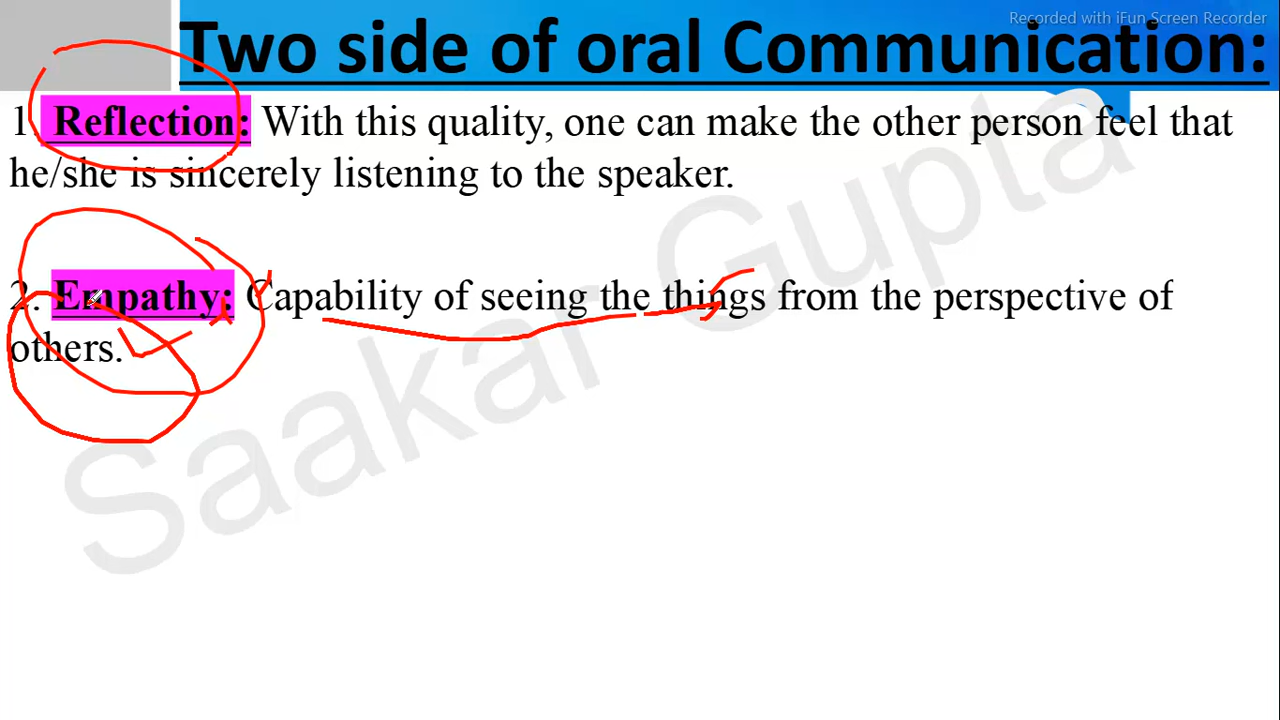 Recorded with iFun Screen Recorder
Two side of oral Communication:
1. Reflection: With this quality, one can make the other person feel that
he/she is sincerely listening to the speaker.
2. Empathy: Capability of seeing the things from the perspective of
others.
Saakar Gupta